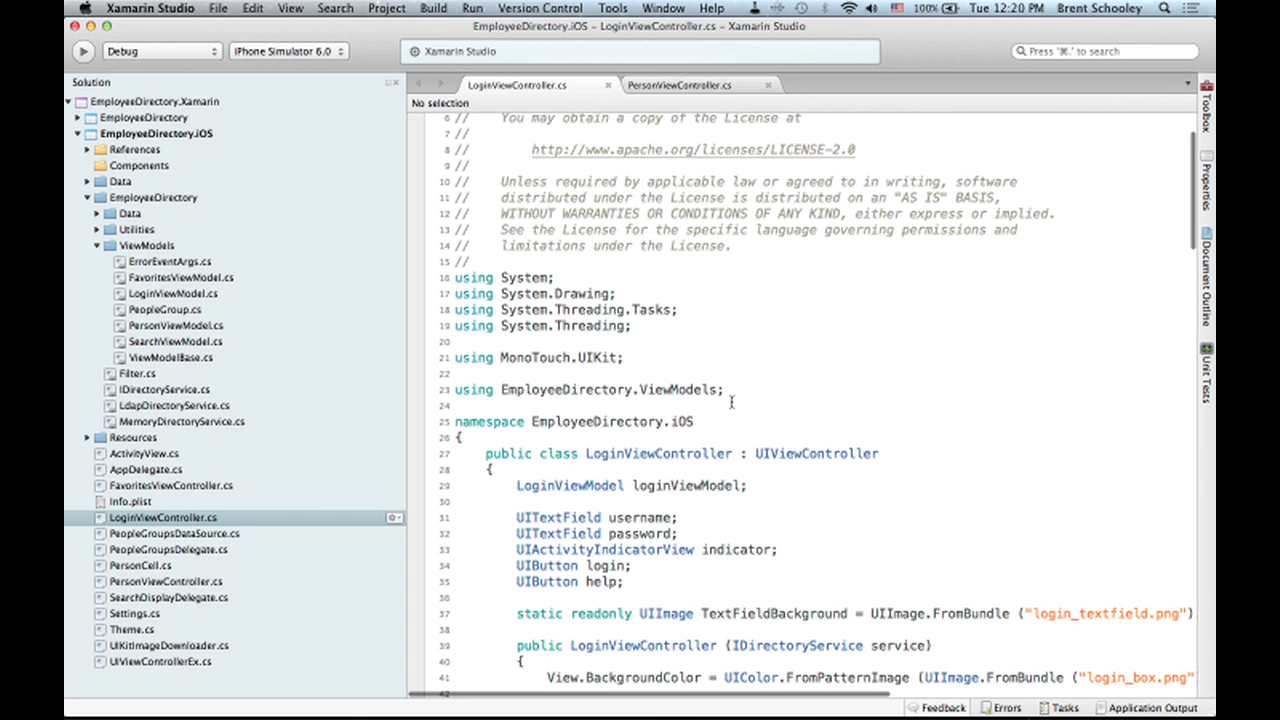 Xamarin Studio File Edit View Search Project Build Run Version Control Tools Window Help 100% Tue 12:20 PM Brent Schooley
EmployeeDirectory.iOS – LoginViewController.cs – Xamarin Studio
Debug iPhone Simulator 6.0 Xamarin Studio Press '⌘.' to search
Solution
EmployeeDirectory.Xamarin
EmployeeDirectory
EmployeeDirectory.iOS
References
Components
Data
EmployeeDirectory
Data
Utilities
ViewModels
ErrorEventArgs.cs
FavoritesViewModel.cs
LoginViewModel.cs
PeopleGroup.cs
PersonViewModel.cs
SearchViewModel.cs
ViewModelBase.cs
Filter.cs
IDirectoryService.cs
LdapDirectoryService.cs
MemoryDirectoryService.cs
Resources
ActivityView.cs
AppDelegate.cs
FavoritesViewController.cs
Info.plist
LoginViewController.cs
PeopleGroupsDataSource.cs
PeopleGroupsDelegate.cs
PersonCell.cs
PersonViewController.cs
SearchDisplayDelegate.cs
Settings.cs
Theme.cs
UIKitImageDownloader.cs
UIViewControllerEx.cs
LoginViewController.cs PersonViewController.cs
No selection
6 // You may obtain a copy of the License at
7 //
8 // http://www.apache.org/licenses/LICENSE-2.0
9 //
10 // Unless required by applicable law or agreed to in writing, software
11 // distributed under the License is distributed on an "AS IS" BASIS,
12 // WITHOUT WARRANTIES OR CONDITIONS OF ANY KIND, either express or implied.
13 // See the License for the specific language governing permissions and
14 // limitations under the License.
15 //
16 using System;
17 using System.Drawing;
18 using System.Threading.Tasks;
19 using System.Threading;
20
21 using MonoTouch.UIKit;
22
23 using EmployeeDirectory.ViewModels;
24
25 namespace EmployeeDirectory.iOS
26 {
27 public class LoginViewController : UIViewController
28 {
29 LoginViewModel loginViewModel;
30
31 UITextField username;
32 UITextField password;
33 UIActivityIndicatorView indicator;
34 UIButton login;
35 UIButton help;
36
37 static readonly UIImage TextFieldBackground = UIImage.FromBundle ("login_textfield.png")
38
39 public LoginViewController (IDirectoryService service)
40 {
41 View.BackgroundColor = UIColor.FromPatternImage (UIImage.FromBundle ("login_box.png"
Toolbox
Properties
Document Outline
Unit Tests
Feedback Errors Tasks Application Output